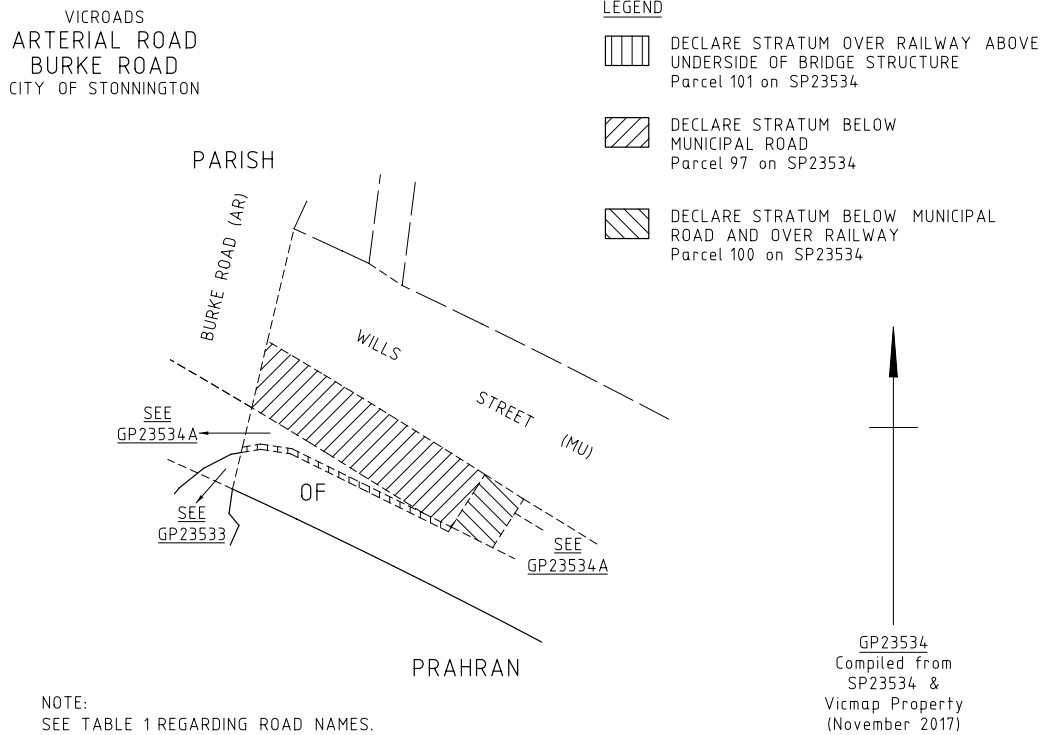 VICROADS
ARTERIAL ROAD
BURKE ROAD
CITY OF STONNINGTON
LEGEND
DECLARE STRATUM OVER RAILWAY ABOVE
UNDERSIDE OF BRIDGE STRUCTURE
Parcel 101 on SP23534
DECLARE STRATUM BELOW
MUNICIPAL ROAD
Parcel 97 on SP23534
DECLARE STRATUM BELOW MUNICIPAL
ROAD AND OVER RAILWAY
Parcel 100 on SP23534
PARISH
BURKE ROAD (AR)
WILLS
STREET (MU)
SEE
GP23534A
OF
SEE
GP23533
SEE
GP23534A
PRAHRAN
GP23534
Compiled from
SP23534 &
Vicmap Property
(November 2017)
NOTE:
SEE TABLE 1 REGARDING ROAD NAMES.